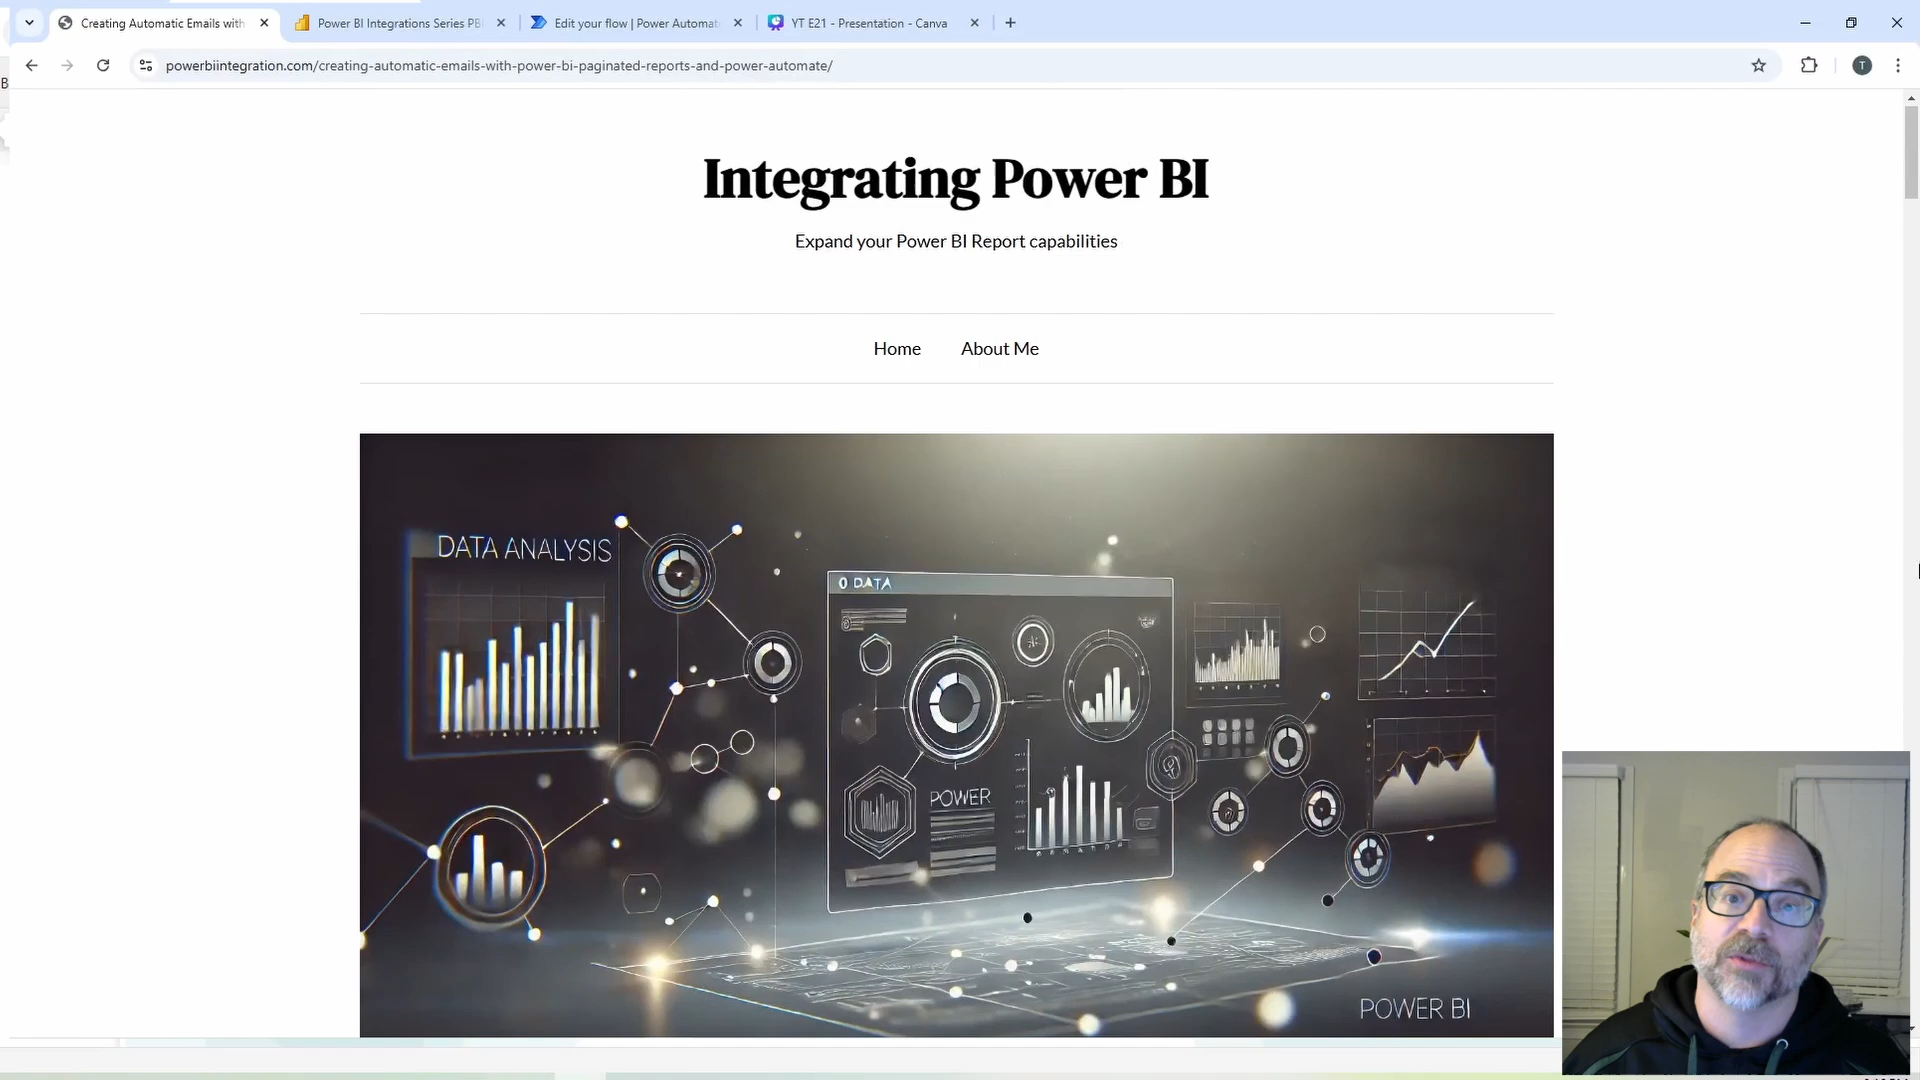 Creating Automatic Emails with
Power BI Integrations Series PB
Edit your flow | Power Automat
YT E21 - Presentation - Canva
powerbiintegration.com/creating-automatic-emails-with-power-bi-paginated-reports-and-power-automate/
T
Integrating Power BI
Expand your Power BI Report capabilities
Home About Me
DATA ANALYSIS
0 DATA
POWER
POWER BI